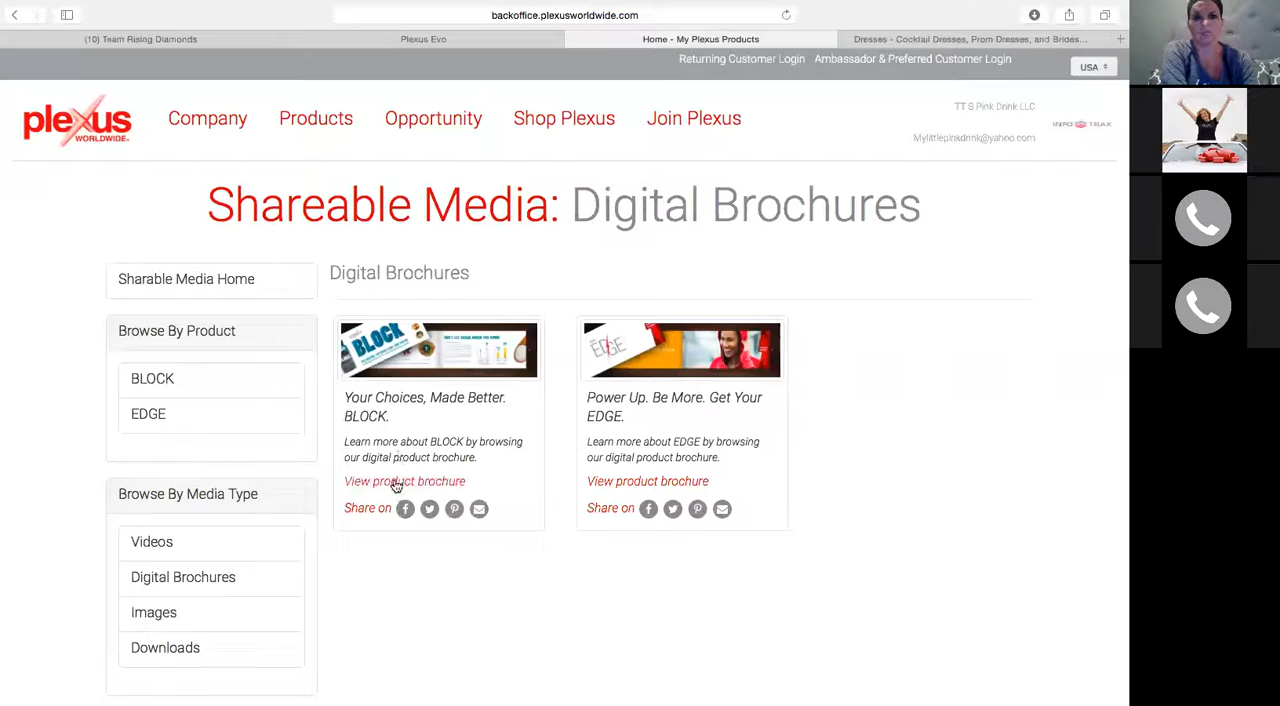 backoffice.plexusworldwide.com
(10) Team Rising Diamonds
Plexus Evo
Home - My Plexus Products
Dresses - Cocktail Dresses, Prom Dresses, and Brides...
Returning Customer Login
Ambassador & Preferred Customer Login
USA
plexus
WORLDWIDE
Company
Products
Opportunity
Shop Plexus
Join Plexus
TT S Pink Drink LLC
Mylittlepinkdrink@yahoo.com
INFOTRAX
Shareable Media: Digital Brochures
Sharable Media Home
Browse By Product
BLOCK
EDGE
Browse By Media Type
Videos
Digital Brochures
Images
Downloads
Digital Brochures
BLOCK
Your Choices, Made Better.
BLOCK.
Learn more about BLOCK by browsing
our digital product brochure.
View product brochure
Share on
EDGE
Power Up. Be More. Get Your
EDGE.
Learn more about EDGE by browsing
our digital product brochure.
View product brochure
Share on